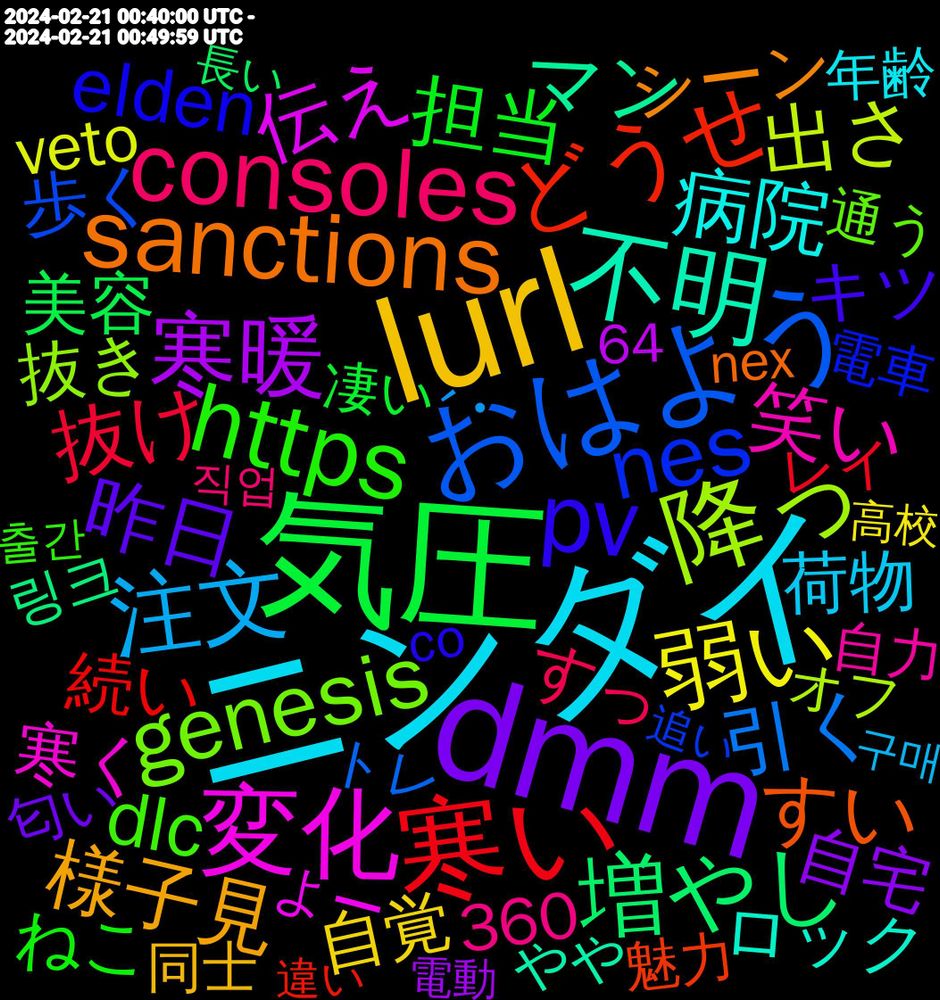 2024-02-21 00:40:00 UTC -
2024-02-21 00:49:59 UTC
長い
マン
シーン
年齢
elden
伝え
担当
どうせ
出さ
veto
consoles
歩く
sanctions
病院
通う
美容
lurl
不明
おはよう
キツ
抜き
寒暖
64
nex
電車
凄い
抜け
https
nes
笑い
降っ
직업
レイ
昨日
気圧
pv
ニンダイ
高校
출간
링크
注文
荷物
弱い
自力
続い
co
すっ
オフ
genesis
dmm
追い
引く
구매
寒く
トレ
匂い
dlc
変化
寒い
すい
自宅
様子見
よー
増やし
自覚
360
ロック
ねこ
同士
電動
違い
やや
魅力